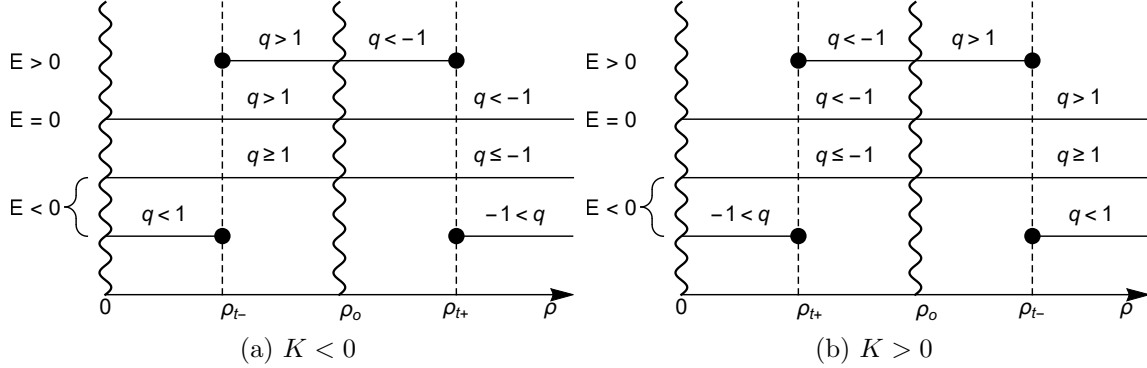 q > 1 q < −1 q < −1 q > 1
E > 0 E > 0
q > 1 q < −1 q < −1 q > 1
E = 0 E = 0
q ≥ 1 q ≤ −1 q ≤ −1 q ≥ 1
E < 0 q < 1 −1 < q E < 0 −1 < q q < 1
0 ρt− ρo ρt+ ρ 0 ρt+ ρo ρt− ρ
(a) K < 0 (b) K > 0